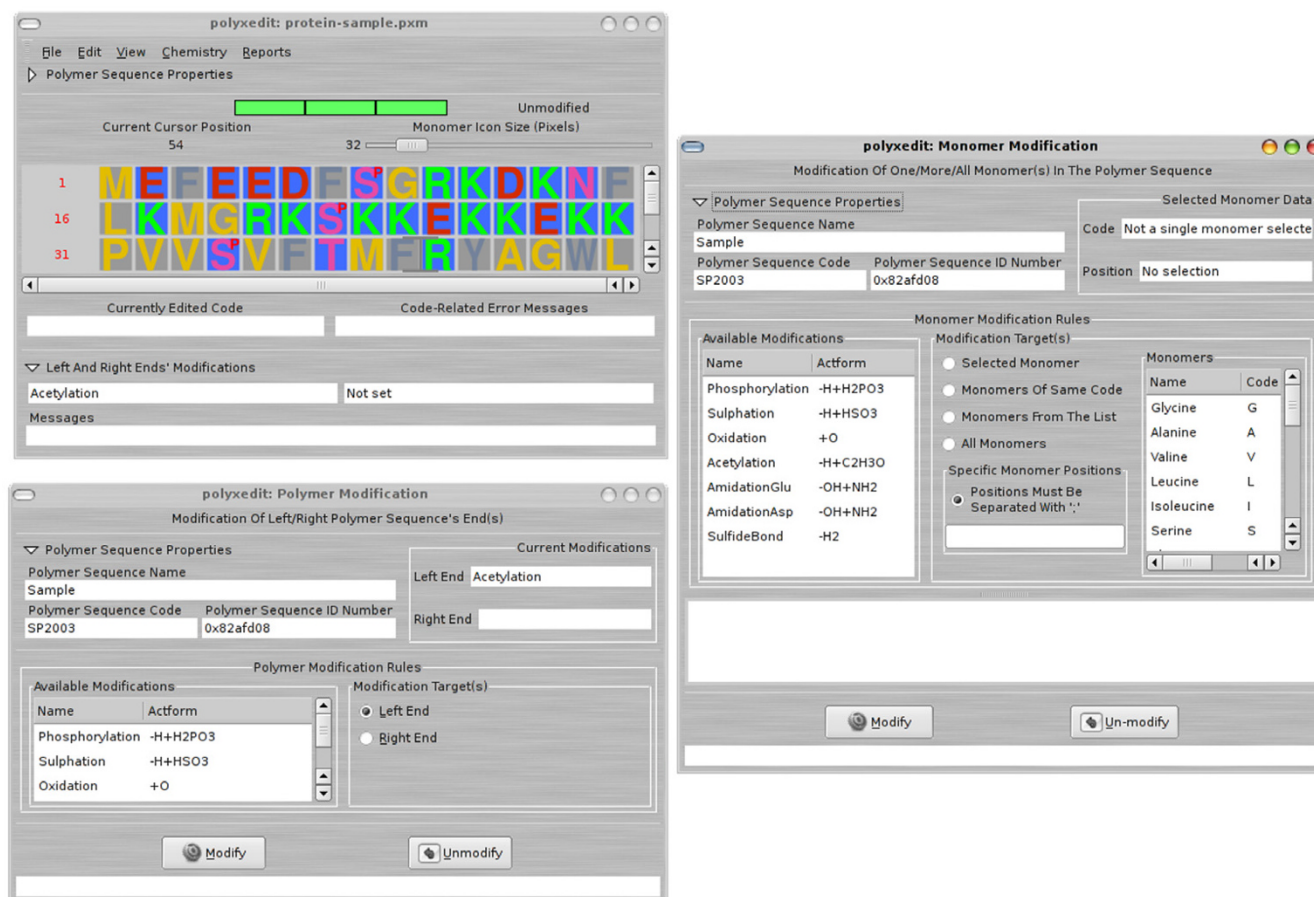 polyxedit: protein-sample.pxm
File Edit View Chemistry Reports
Polymer Sequence Properties
Unmodified
Current Cursor Position Monomer Icon Size (Pixels)
54 32
1 M E F E E D F S P G R K D K N F
16 L K M G R K S P K K E K K E K K
31 P V V S P V F T M F R Y A G W L
Currently Edited Code Code-Related Error Messages
Left And Right Ends' Modifications
Acetylation Not set
Messages
polyxedit: Polymer Modification
Modification Of Left/Right Polymer Sequence's End(s)
Polymer Sequence Properties
Current Modifications
Polymer Sequence Name
Sample
Left End Acetylation
Polymer Sequence Code Polymer Sequence ID Number
SP2003 0x82afd08
Right End
Polymer Modification Rules
Available Modifications
Name Actform
Phosphorylation -H+H2PO3
Sulphation -H+HSO3
Oxidation +O
Modification Target(s)
Left End
Right End
Modify Unmodify
polyxedit: Monomer Modification
Modification Of One/More/All Monomer(s) In The Polymer Sequence
Polymer Sequence Properties
Polymer Sequence Name
Sample
Polymer Sequence Code Polymer Sequence ID Number
SP2003 0x82afd08
Selected Monomer Data
Code Not a single monomer selecte
Position No selection
Monomer Modification Rules
Available Modifications
Name Actform
Phosphorylation -H+H2PO3
Sulphation -H+HSO3
Oxidation +O
Acetylation -H+C2H3O
AmidationGlu -OH+NH2
AmidationAsp -OH+NH2
SulfideBond -H2
Modification Target(s)
Selected Monomer
Monomers Of Same Code
Monomers From The List
All Monomers
Specific Monomer Positions
Positions Must Be
Separated With ';'
Monomers
Name Code
Glycine G
Alanine A
Valine V
Leucine L
Isoleucine I
Serine S
Modify Un-modify